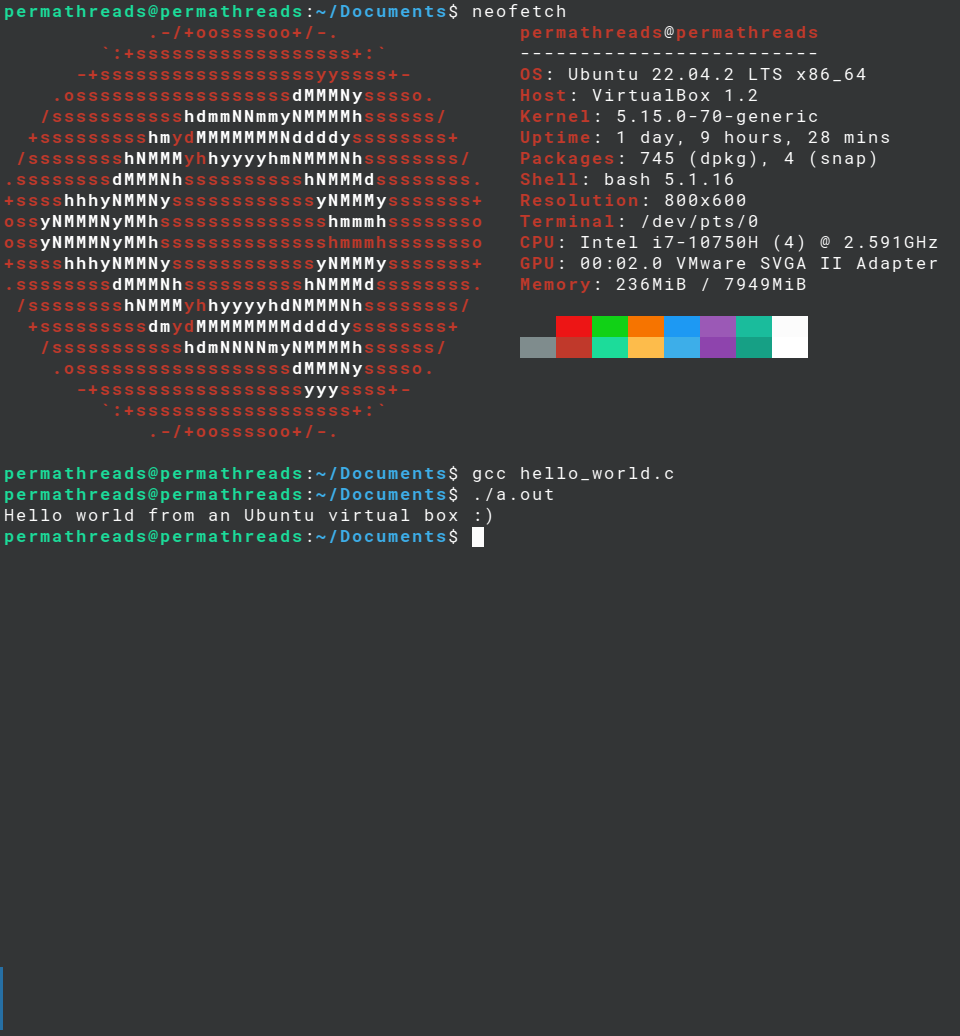 permathreads@permathreads:~/Documents$ neofetch
            .-/+oossssoo+/-.               permathreads@permathreads
        `:+ssssssssssssssssss+:`           -------------------------
      -+ssssssssssssssssssyyssss+-         OS: Ubuntu 22.04.2 LTS x86_64
    .ossssssssssssssssssdMMMNysssso.       Host: VirtualBox 1.2
   /ssssssssssshdmmNNmmyNMMMMhssssss/      Kernel: 5.15.0-70-generic
  +ssssssssshmydMMMMMMMNddddyssssssss+     Uptime: 1 day, 9 hours, 28 mins
 /sssssssshNMMMyhhyyyyhmNMMMNhssssssss/    Packages: 745 (dpkg), 4 (snap)
.ssssssssdMMMNhsssssssssshNMMMdssssssss.   Shell: bash 5.1.16
+sssshhhyNMMNyssssssssssssyNMMMysssssss+   Resolution: 800x600
ossyNMMMNyMMhsssssssssssssshmmmhssssssso   Terminal: /dev/pts/0
ossyNMMMNyMMhsssssssssssssshmmmhssssssso   CPU: Intel i7-10750H (4) @ 2.591GHz
+sssshhhyNMMNyssssssssssssyNMMMysssssss+   GPU: 00:02.0 VMware SVGA II Adapter
.ssssssssdMMMNhsssssssssshNMMMdssssssss.   Memory: 236MiB / 7949MiB
 /sssssssshNMMMyhhyyyyhdNMMMNhssssssss/
  +sssssssssdmydMMMMMMMMddddyssssssss+
   /ssssssssssshdmNNNNmyNMMMMhssssss/
    .ossssssssssssssssssdMMMNysssso.
      -+sssssssssssssssssyyyssss+-
        `:+ssssssssssssssssss+:`
            .-/+oossssoo+/-.
permathreads@permathreads:~/Documents$ gcc hello_world.c
permathreads@permathreads:~/Documents$ ./a.out
Hello world from an Ubuntu virtual box :)
permathreads@permathreads:~/Documents$